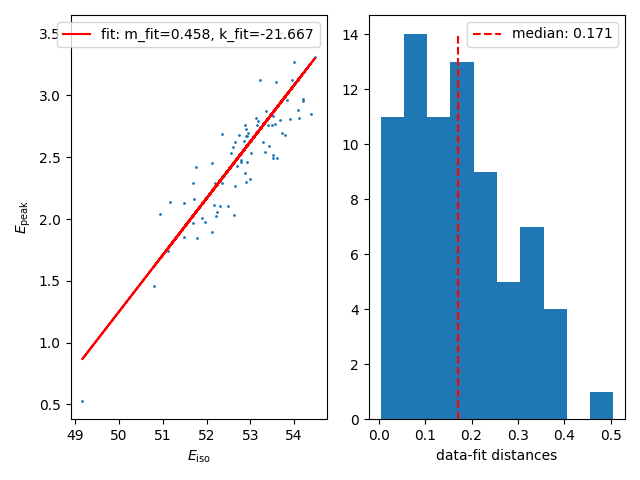 fit: m_fit=0.458, k_fit=-21.667
3.5
3.0
2.5
2.0
1.5
1.0
0.5
E_peak
49 50 51 52 53 54
E_iso
median: 0.171
14
12
10
8
6
4
2
0
0.0 0.1 0.2 0.3 0.4 0.5
data-fit distances